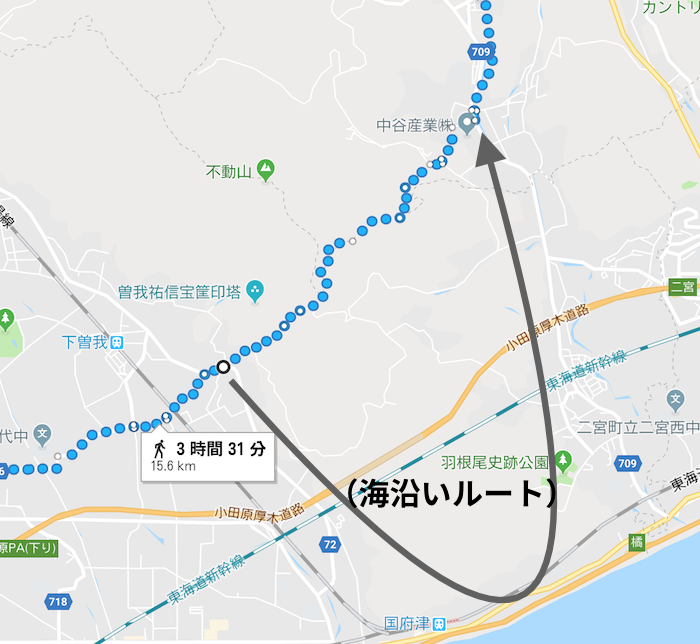 カントリ
709
中谷産業㈱
不動山
線
曽我祐信宝筐印塔
二宮
下曽我
小田原厚木道路
東海道新幹線
代中
二宮町立二宮西中
3 時間 31 分
15.6 km
羽根尾史跡公園
709
(海沿いルート)
東海
小田原厚木道路
72
橘
原PA(下り)
東海道新幹線
718
国府津